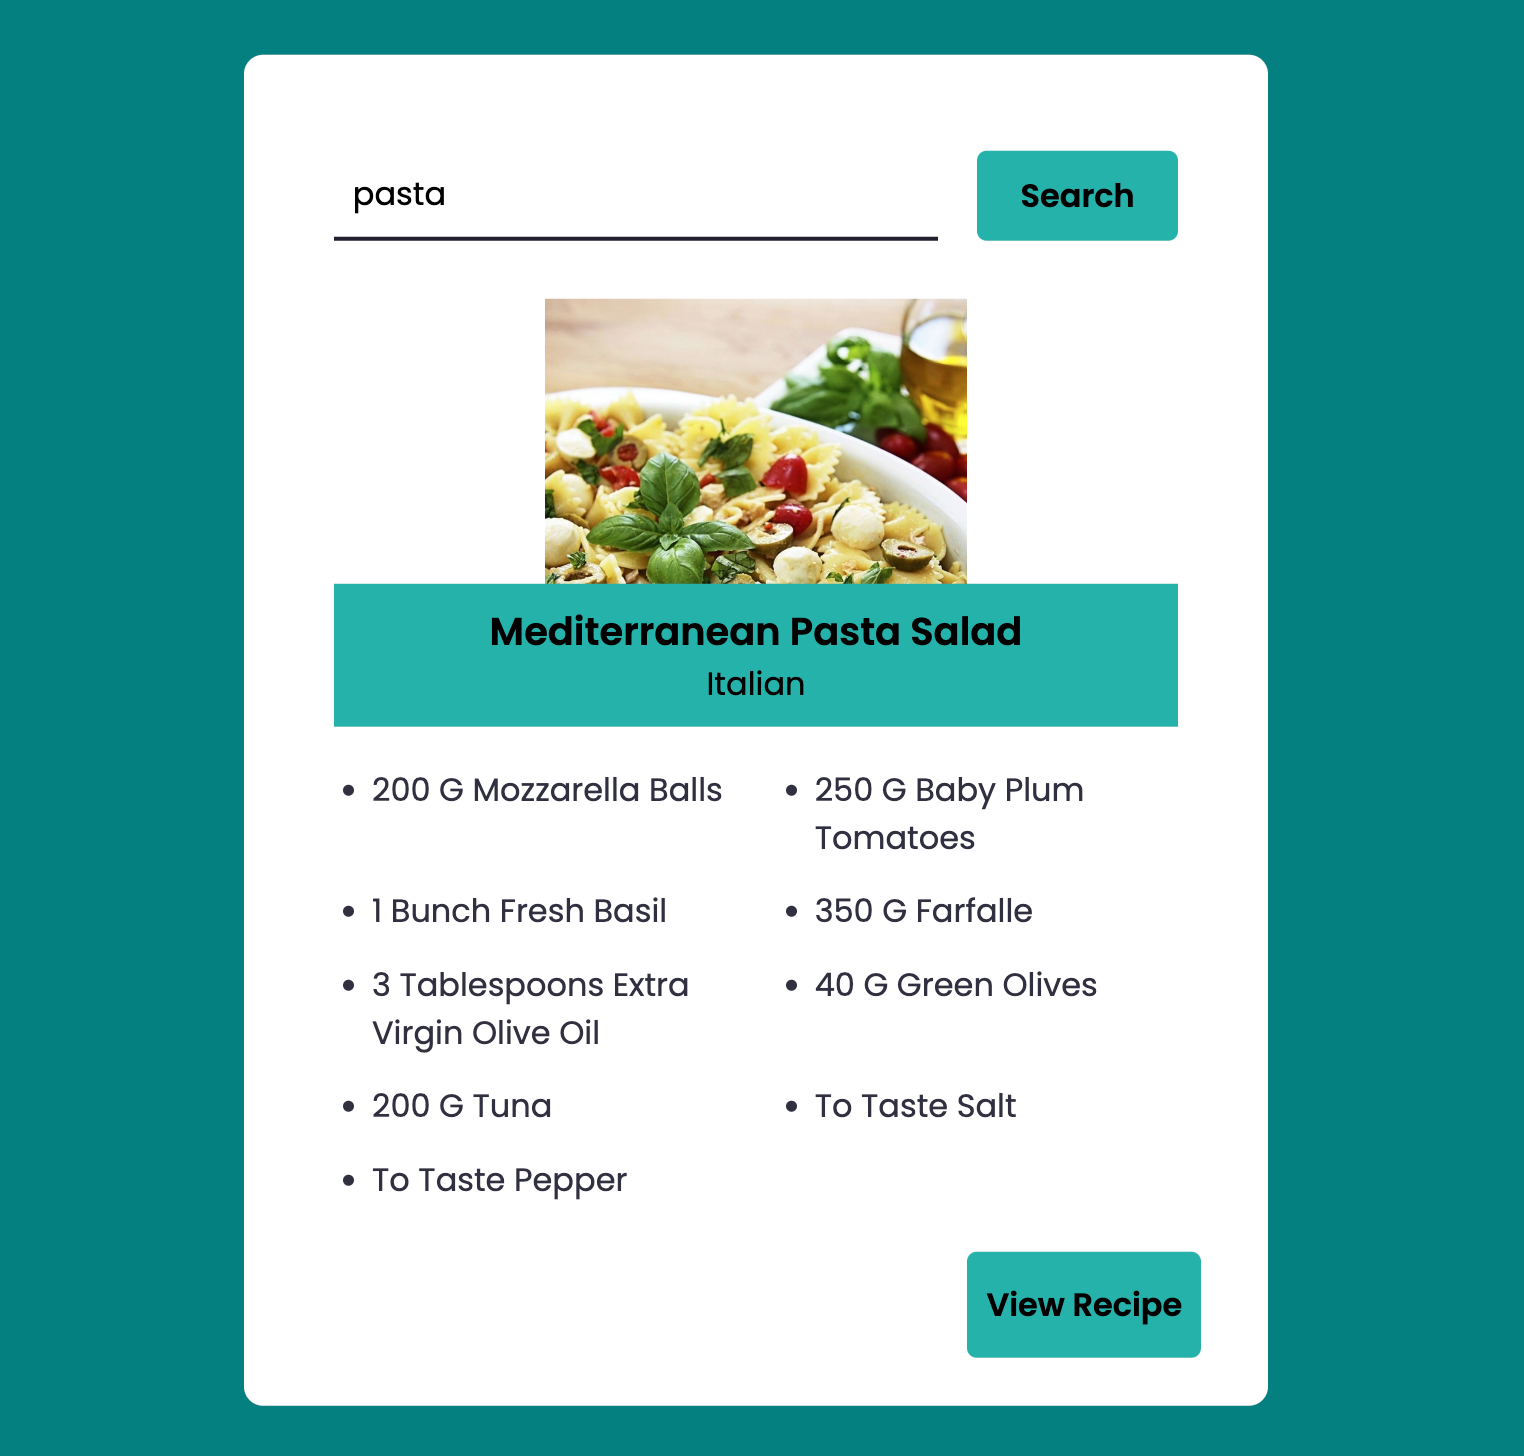 pasta
Search
Mediterranean Pasta Salad
Italian
200 G Mozzarella Balls
250 G Baby Plum
Tomatoes
1 Bunch Fresh Basil
350 G Farfalle
3 Tablespoons Extra
Virgin Olive Oil
40 G Green Olives
200 G Tuna
To Taste Salt
To Taste Pepper
View Recipe